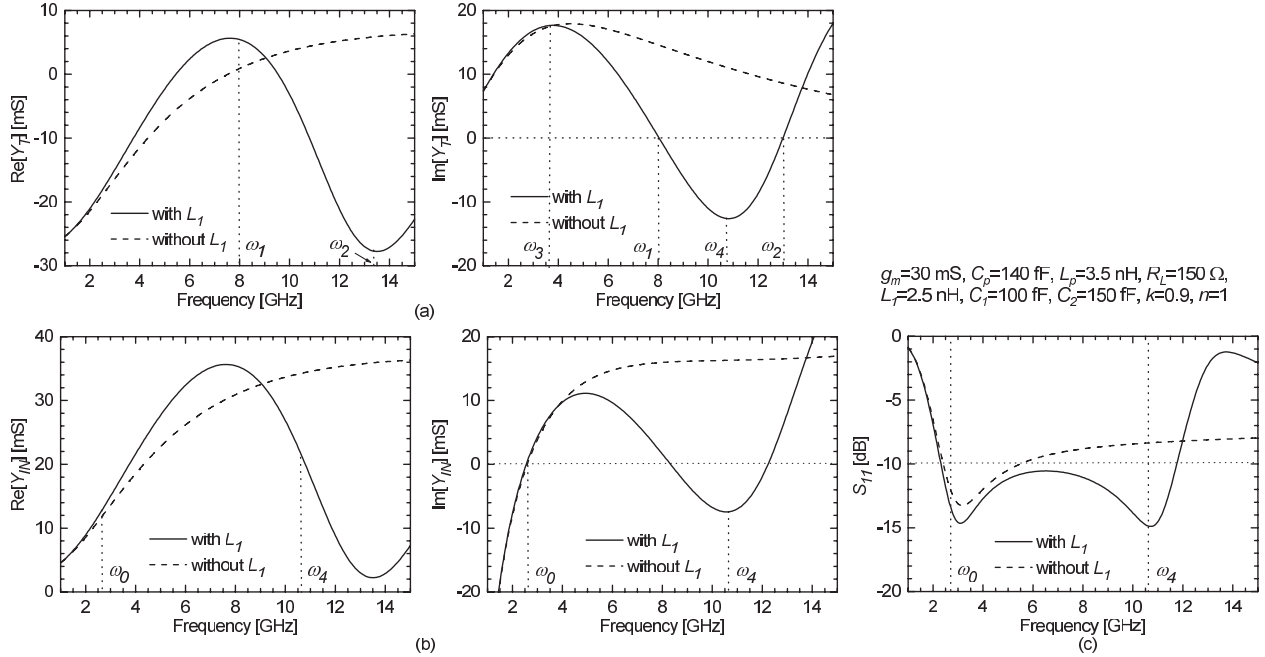 20
10
0
-10
-20
-30
Re[Y_T] [mS]
with L_1
without L_1
ω_1
ω_2
2 4 6 8 10 12 14
Frequency [GHz]
20
10
0
-10
20
Im[Y_T] [mS]
with L_1
without L_1
ω_3
ω_1
ω_4
ω_2
2 4 6 8 10 12 14
Frequency [GHz]
(a)
g_m=30 mS, C_p=140 fF, L_p=3.5 nH, R_L=150 Ω,
L_1=2.5 nH, C_1=100 fF, C_2=150 fF, k=0.9, n=1
40
30
20
10
0
Re[Y_IN] [mS]
with L_1
without L_1
ω_0
ω_4
2 4 6 8 10 12 14
Frequency [GHz]
20
10
0
-10
20
Im[Y_IN] [mS]
with L_1
without L_1
ω_0
ω_4
2 4 6 8 10 12 14
Frequency [GHz]
(b)
0
-5
-10
-15
-20
S_11 [dB]
with L_1
without L_1
ω_0
ω_4
2 4 6 8 10 12 14
Frequency [GHz]
(c)